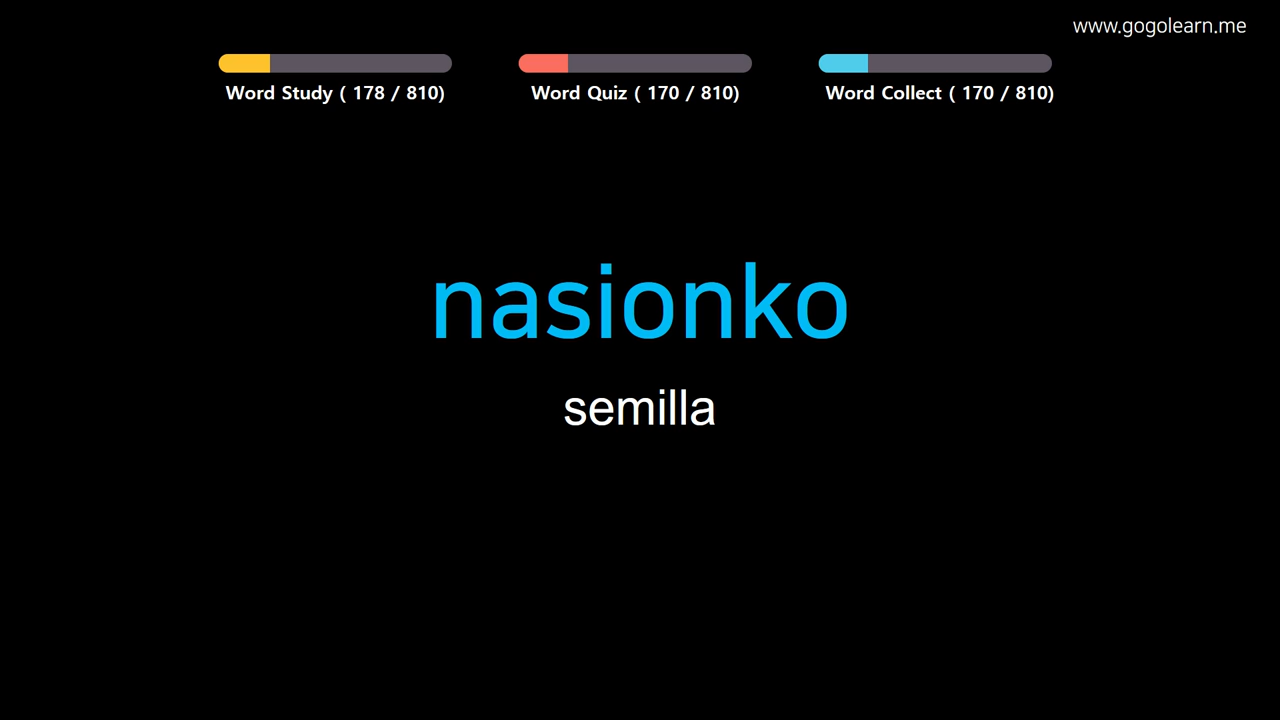 www.gogolearn.me
Word Study ( 178 / 810)
Word Quiz ( 170 / 810)
Word Collect ( 170 / 810)
nasionko
semilla